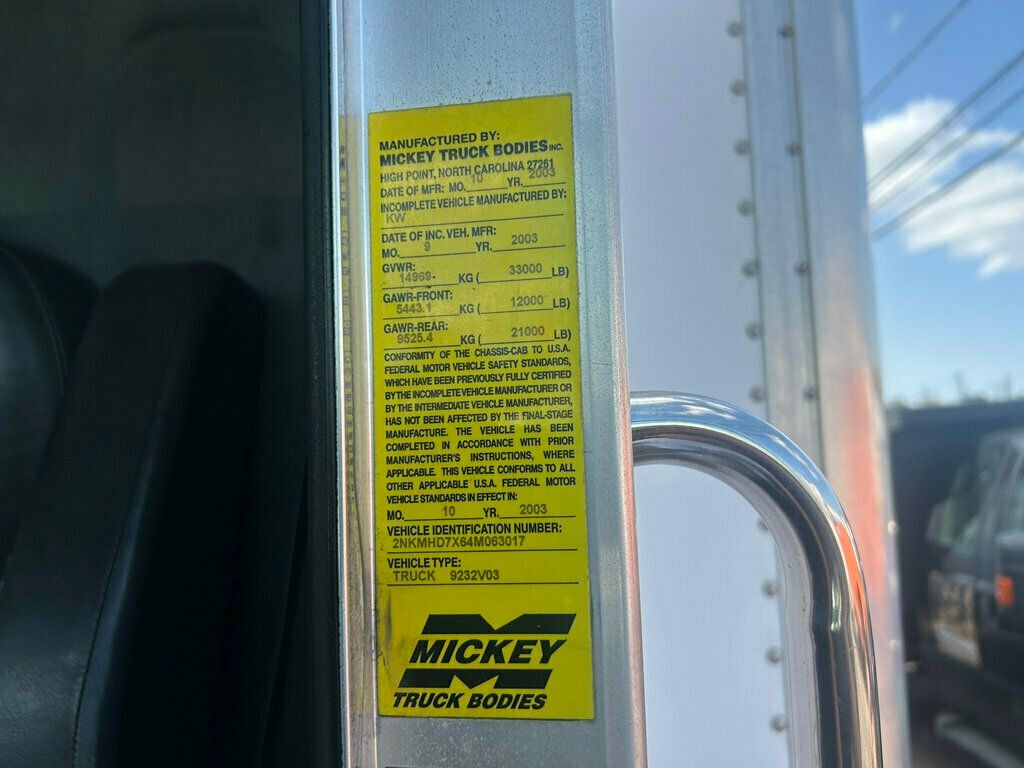 MANUFACTURED BY:
MICKEY TRUCK BODIES INC.
HIGH POINT, NORTH CAROLINA 27261
DATE OF MFR: MO. 10 YR. 2003
INCOMPLETE VEHICLE MANUFACTURED BY:
KW
DATE OF INC. VEH. MFR:
MO. 9 YR. 2003
GVWR:
14969- KG ( 33000 LB)
GAWR-FRONT:
5443.1 KG ( 12000 LB)
GAWR-REAR:
9525.4 KG ( 21000 LB)
CONFORMITY OF THE CHASSIS-CAB TO U.S.A.
FEDERAL MOTOR VEHICLE SAFETY STANDARDS,
WHICH HAVE BEEN PREVIOUSLY FULLY CERTIFIED
BY THE INCOMPLETE VEHICLE MANUFACTURER OR
BY THE INTERMEDIATE VEHICLE MANUFACTURER,
HAS NOT BEEN AFFECTED BY THE FINAL-STAGE
MANUFACTURE. THE VEHICLE HAS BEEN
COMPLETED IN ACCORDANCE WITH PRIOR
MANUFACTURER'S INSTRUCTIONS, WHERE
APPLICABLE. THIS VEHICLE CONFORMS TO ALL
OTHER APPLICABLE U.S.A. FEDERAL MOTOR
VEHICLE STANDARDS IN EFFECT IN:
MO. 10 YR. 2003
VEHICLE IDENTIFICATION NUMBER:
2NKMHD7X64M063017
VEHICLE TYPE:
TRUCK 9232V03
MICKEY
TRUCK BODIES